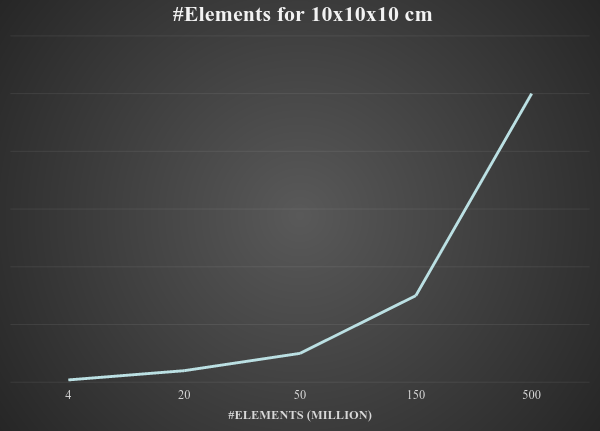 #Elements for 10x10x10 cm
4 20 50 150 500
#ELEMENTS (MILLION)